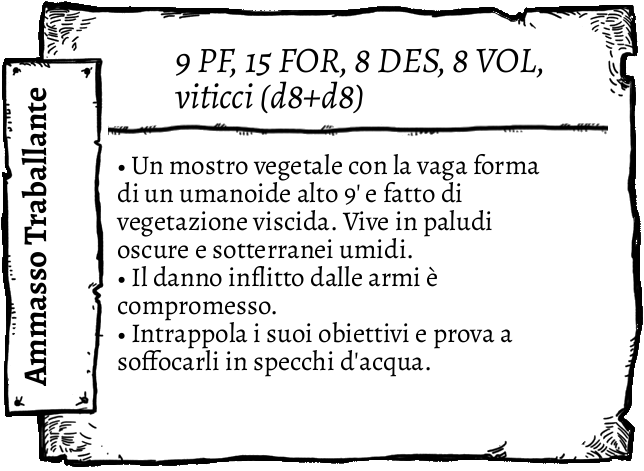 Ammasso Traballante
9 PF, 15 FOR, 8 DES, 8 VOL,
viticci (d8+d8)
• Un mostro vegetale con la vaga forma
di un umanoide alto 9' e fatto di
vegetazione viscida. Vive in paludi
oscure e sotterranei umidi.
• Il danno inflitto dalle armi è
compromesso.
• Intrappola i suoi obiettivi e prova a
soffocarli in specchi d'acqua.